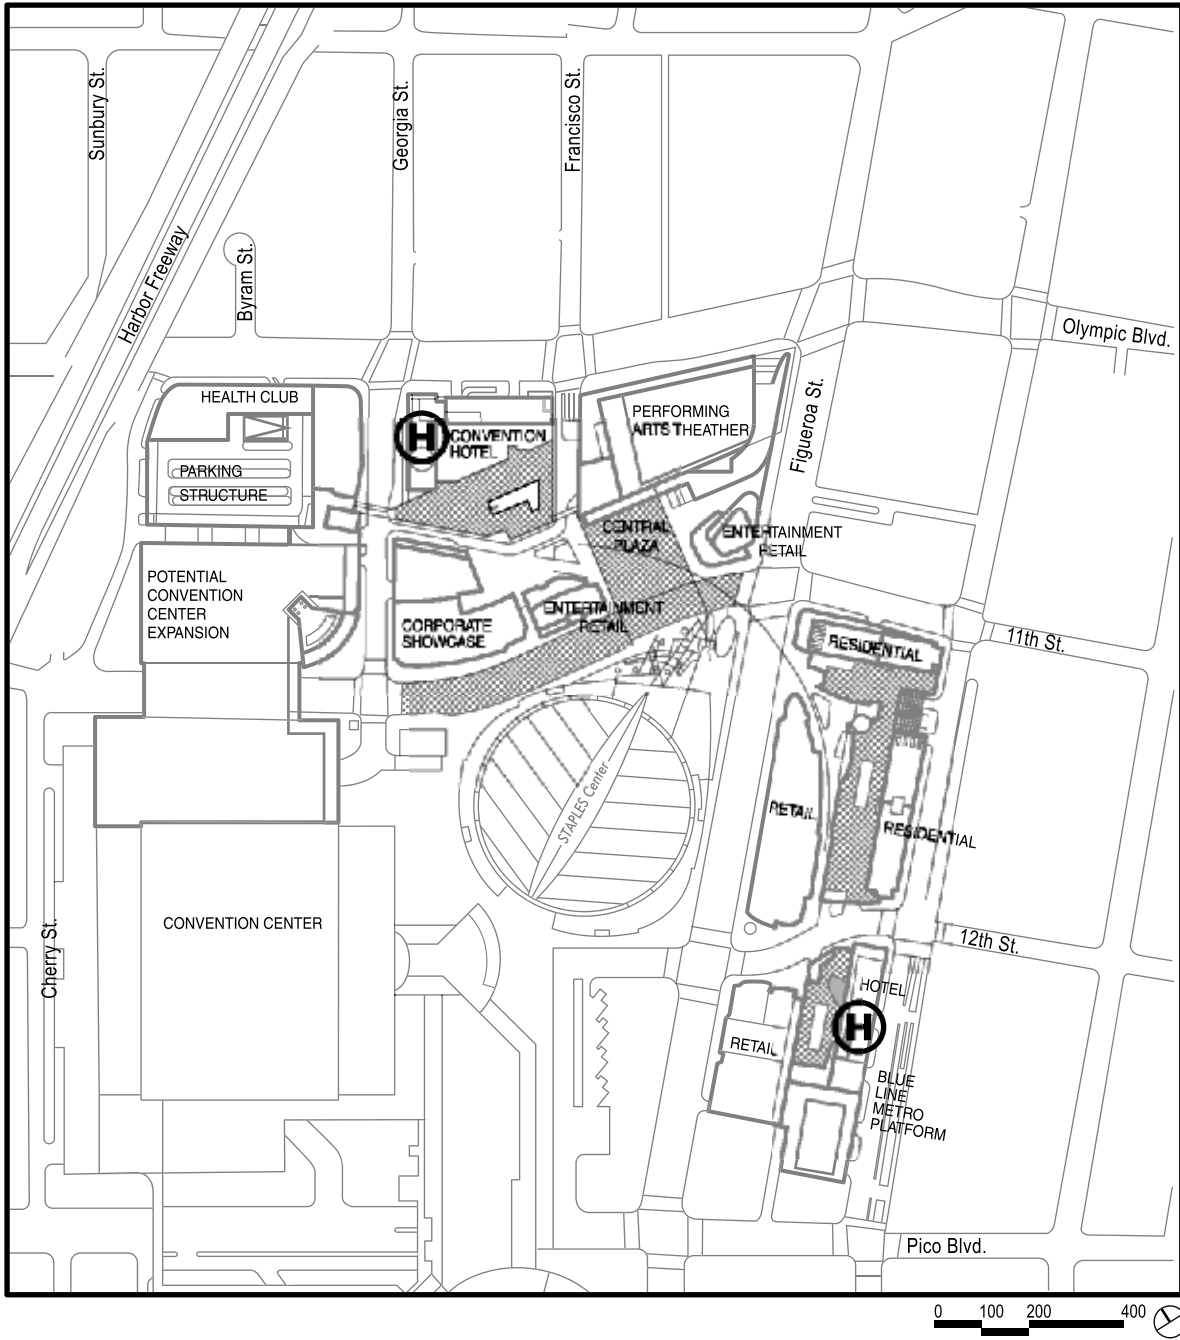 Sunbury St.
Georgia St.
Francisco St.
Harbor Freeway
Byram St.
Olympic Blvd.
Figueroa St.
HEALTH CLUB
PERFORMING
ARTS THEATHER
H
CONVENTION
HOTEL
PARKING
STRUCTURE
CENTRAL
PLAZA
ENTERTAINMENT
RETAIL
POTENTIAL
CONVENTION
CENTER
EXPANSION
CORPORATE
SHOWCASE
ENTERTAINMENT
RETAIL
11th St.
RESIDENTIAL
STAPLES Center
RETAIL
RESIDENTIAL
CONVENTION CENTER
Cherry St.
12th St.
HOTEL
H
RETAIL
BLUE
LINE
METRO
PLATFORM
Pico Blvd.
0 100 200 400